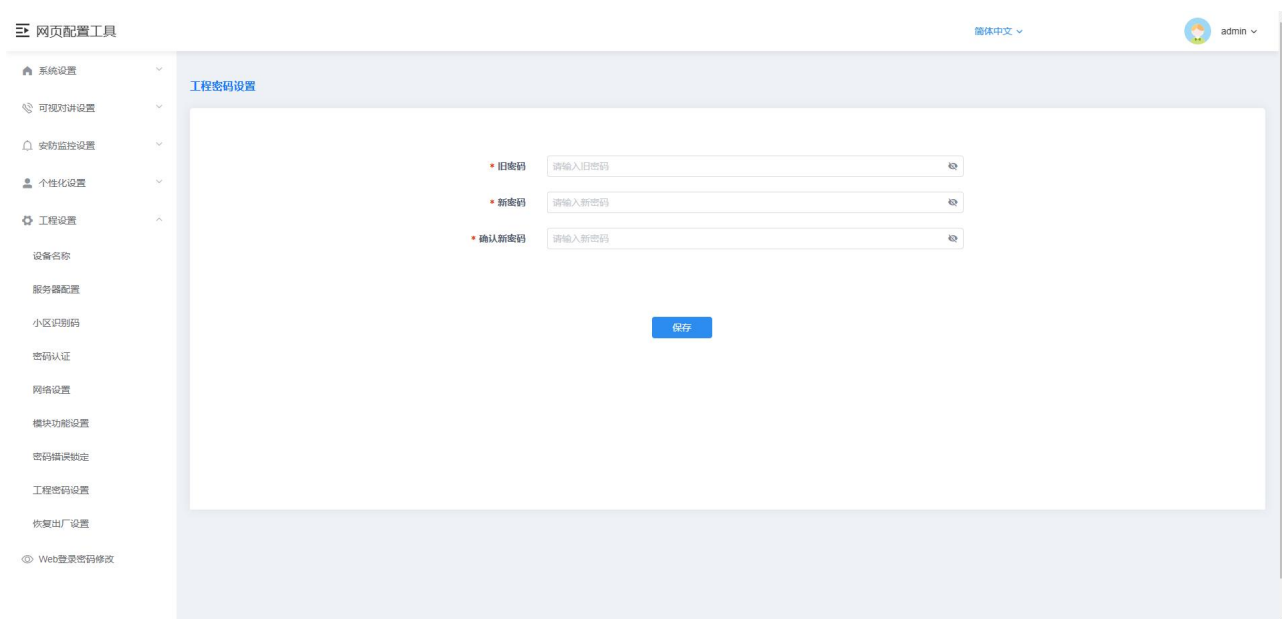 网页配置工具
简体中文
admin
系统设置
可视对讲设置
安防监控设置
个性化设置
工程设置
设备名称
服务器配置
小区识别码
密码认证
网络设置
模块功能设置
密码错误锁定
工程密码设置
恢复出厂设置
Web登录密码修改
工程密码设置
* 旧密码 请输入旧密码
* 新密码 请输入新密码
* 确认新密码 请输入新密码
保存